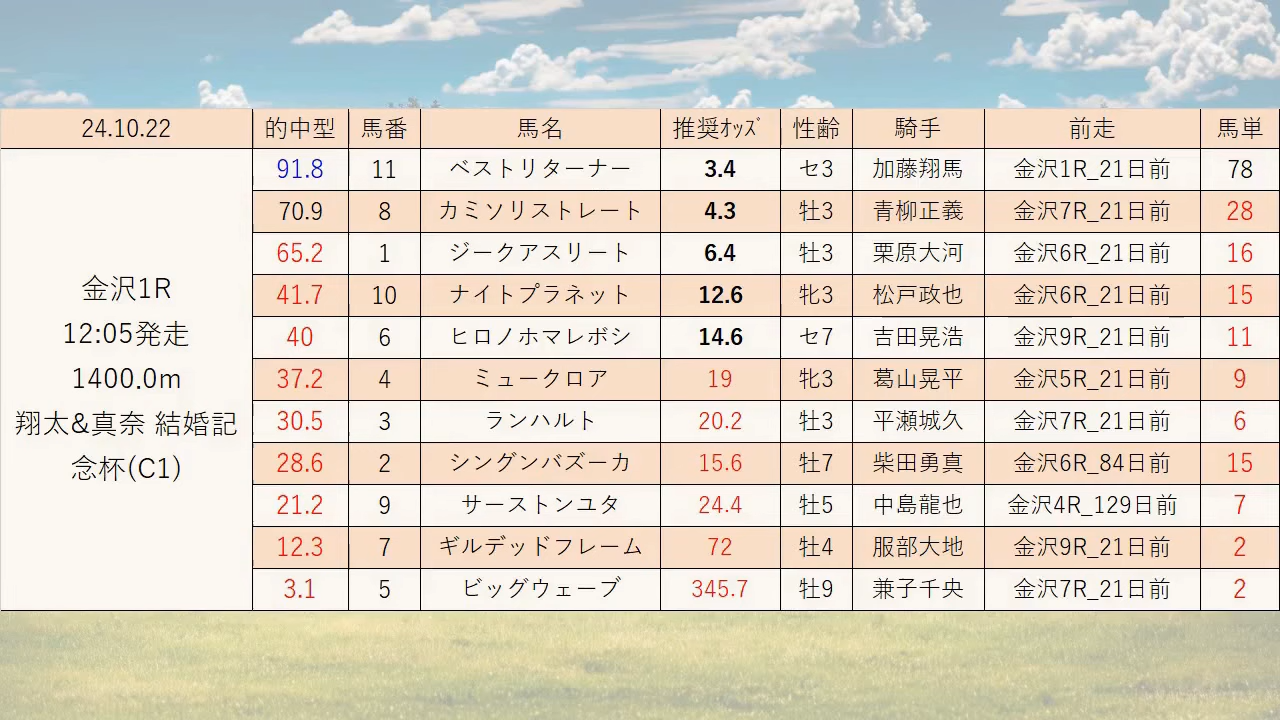 24.10.22 的中型 馬番 馬名 推奨ｵｯｽﾞ 性齢 騎手 前走 馬単
91.8 11 ベストリターナー 3.4 セ3 加藤翔馬 金沢1R_21日前 78
70.9 8 カミソリストレート 4.3 牡3 青柳正義 金沢7R_21日前 28
65.2 1 ジークアスリート 6.4 牡3 栗原大河 金沢6R_21日前 16
41.7 10 ナイトプラネット 12.6 牝3 松戸政也 金沢6R_21日前 15
40 6 ヒロノホマレボシ 14.6 セ7 吉田晃浩 金沢9R_21日前 11
37.2 4 ミュークロア 19 牝3 葛山晃平 金沢5R_21日前 9
30.5 3 ランハルト 20.2 牡3 平瀬城久 金沢7R_21日前 6
28.6 2 シングンバズーカ 15.6 牡7 柴田勇真 金沢6R_84日前 15
21.2 9 サーストンユタ 24.4 牡5 中島龍也 金沢4R_129日前 7
12.3 7 ギルデッドフレーム 72 牡4 服部大地 金沢9R_21日前 2
3.1 5 ビッグウェーブ 345.7 牡9 兼子千央 金沢7R_21日前 2
金沢1R
12:05発走
1400.0m
翔太&真奈 結婚記
念杯(C1)